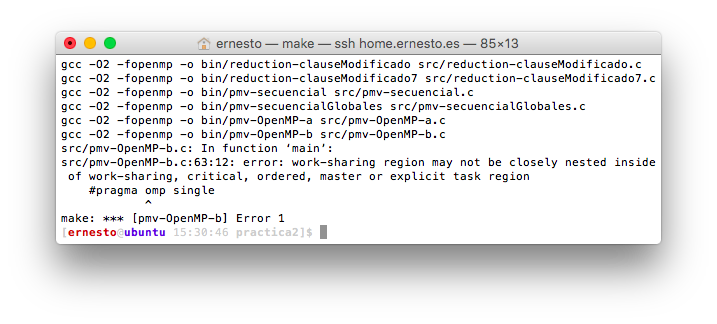 ernesto — make — ssh home.ernesto.es — 85×13
gcc -O2 -fopenmp -o bin/reduction-clauseModificado src/reduction-clauseModificado.c
gcc -O2 -fopenmp -o bin/reduction-clauseModificado7 src/reduction-clauseModificado7.c
gcc -O2 -fopenmp -o bin/pmv-secuencial src/pmv-secuencial.c
gcc -O2 -fopenmp -o bin/pmv-secuencialGlobales src/pmv-secuencialGlobales.c
gcc -O2 -fopenmp -o bin/pmv-OpenMP-a src/pmv-OpenMP-a.c
gcc -O2 -fopenmp -o bin/pmv-OpenMP-b src/pmv-OpenMP-b.c
src/pmv-OpenMP-b.c: In function ‘main’:
src/pmv-OpenMP-b.c:63:12: error: work-sharing region may not be closely nested inside
 of work-sharing, critical, ordered, master or explicit task region
    #pragma omp single
            ^
make: *** [pmv-OpenMP-b] Error 1
[ernesto@ubuntu 15:30:46 practica2]$